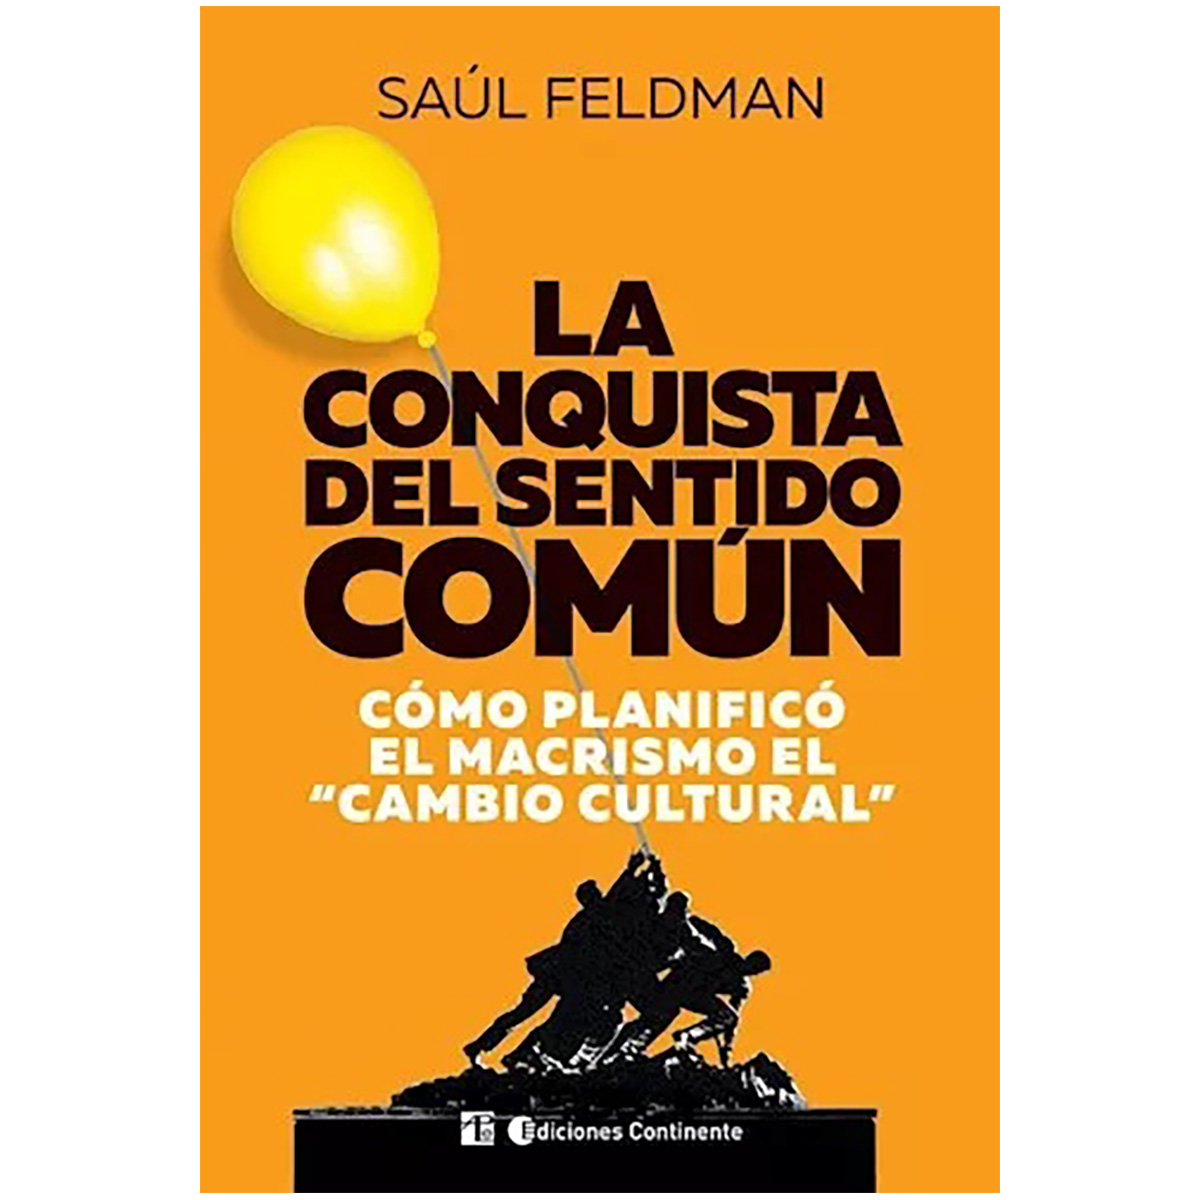 SAÚL FELDMAN
LA
CONQUISTA
DEL SENTIDO
COMÚN
CÓMO PLANIFICÓ
EL MACRISMO EL
“CAMBIO CULTURAL”
Ediciones Continente